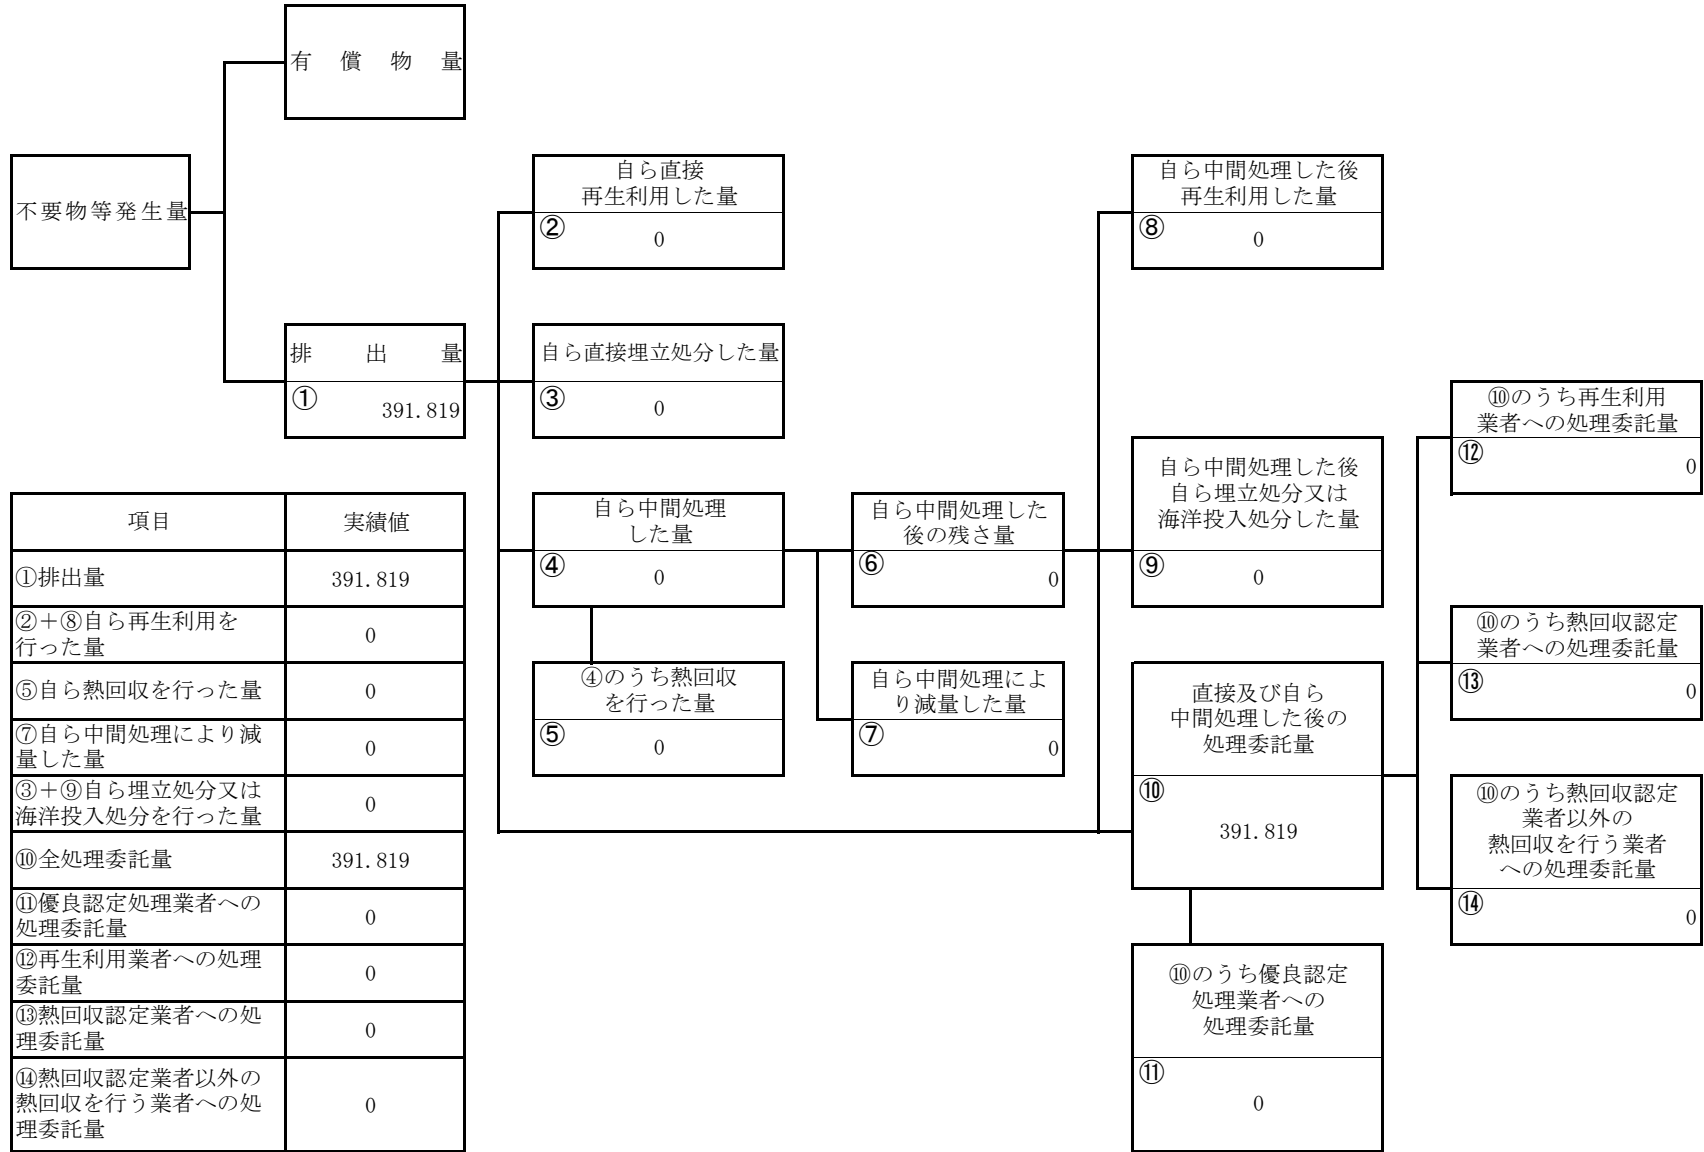 有償物量
不要物等発生量
排出量
①
391.819
自ら直接
再生利用した量
②
0
自ら直接埋立処分した量
③
0
自ら中間処理
した量
④
0
④のうち熱回収
を行った量
⑤
0
自ら中間処理した
後の残さ量
⑥
0
自ら中間処理によ
り減量した量
⑦
0
自ら中間処理した後
再生利用した量
⑧
0
自ら中間処理した後
自ら埋立処分又は
海洋投入処分した量
⑨
0
直接及び自ら
中間処理した後の
処理委託量
⑩
391.819
⑩のうち優良認定
処理業者への
処理委託量
⑪
0
⑩のうち再生利用
業者への処理委託量
⑫
0
⑩のうち熱回収認定
業者への処理委託量
⑬
0
⑩のうち熱回収認定
業者以外の
熱回収を行う業者
への処理委託量
⑭
0
項目 実績値
①排出量 391.819
②＋⑧自ら再生利用を
行った量 0
⑤自ら熱回収を行った量 0
⑦自ら中間処理により減
量した量 0
③＋⑨自ら埋立処分又は
海洋投入処分を行った量 0
⑩全処理委託量 391.819
⑪優良認定処理業者への
処理委託量 0
⑫再生利用業者への処理
委託量 0
⑬熱回収認定業者への処
理委託量 0
⑭熱回収認定業者以外の
熱回収を行う業者への処
理委託量 0